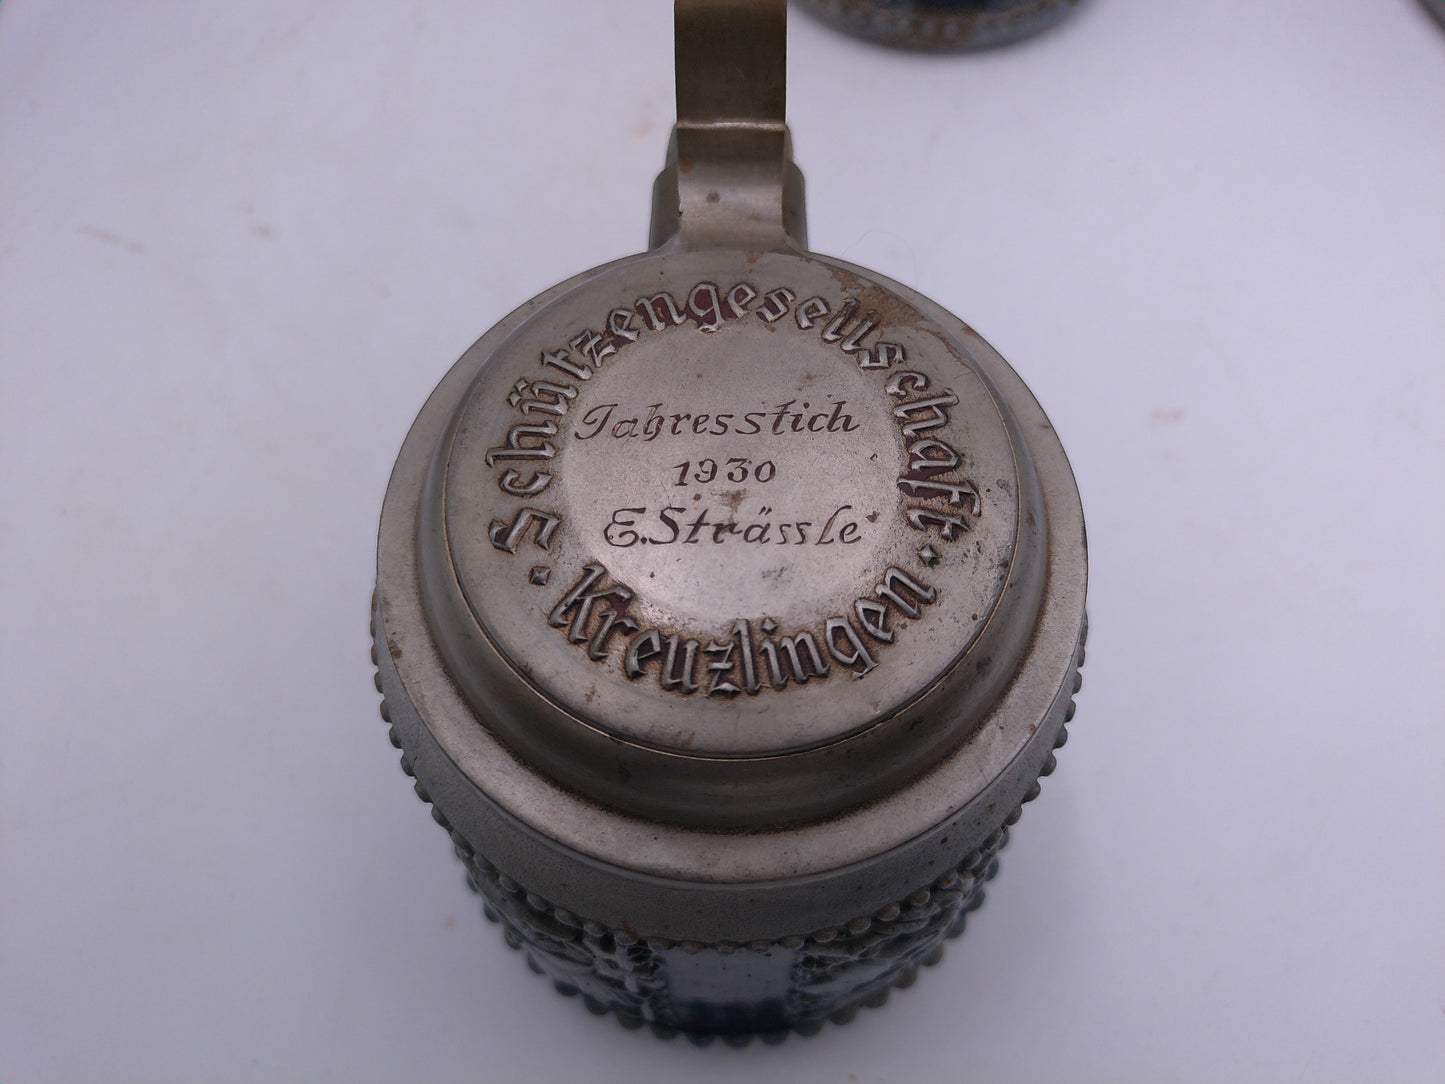 Schützengesellschaft · Kreuzlingen ·
Jahresstich
1930
E. Strässle